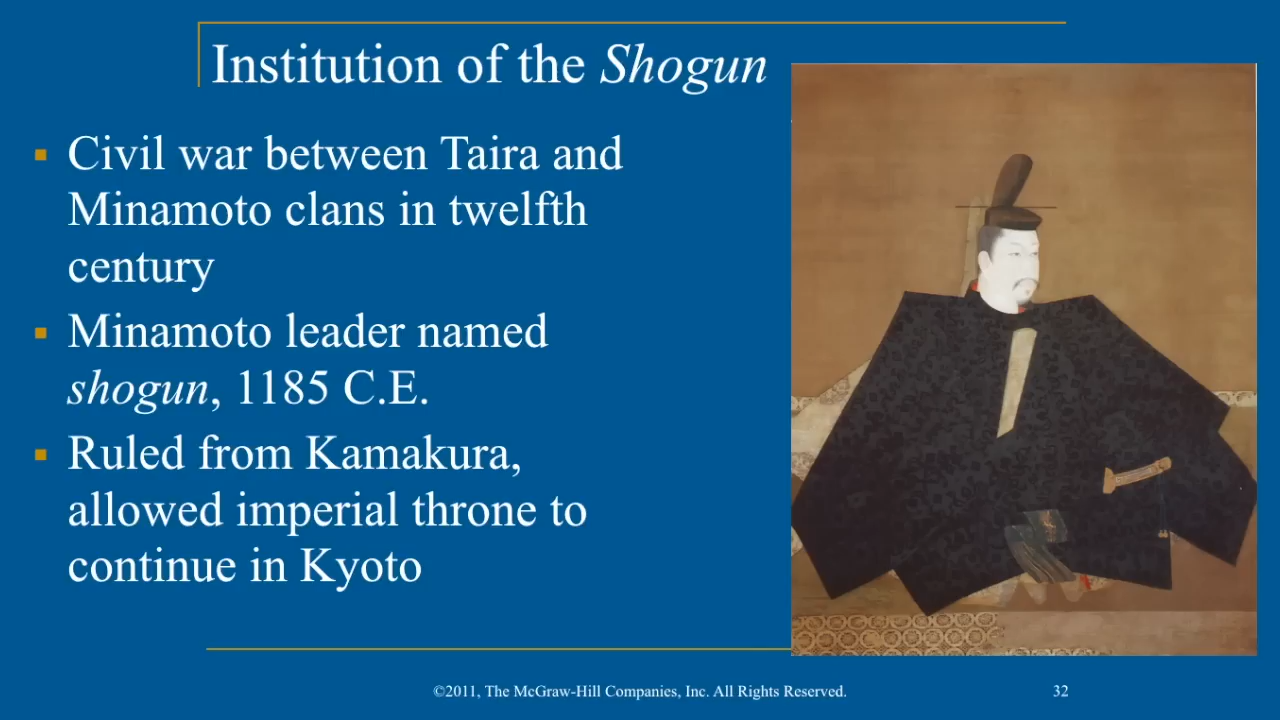 Institution of the Shogun
▪ Civil war between Taira and
Minamoto clans in twelfth
century
▪ Minamoto leader named
shogun, 1185 C.E.
▪ Ruled from Kamakura,
allowed imperial throne to
continue in Kyoto
©2011, The McGraw-Hill Companies, Inc. All Rights Reserved.
32